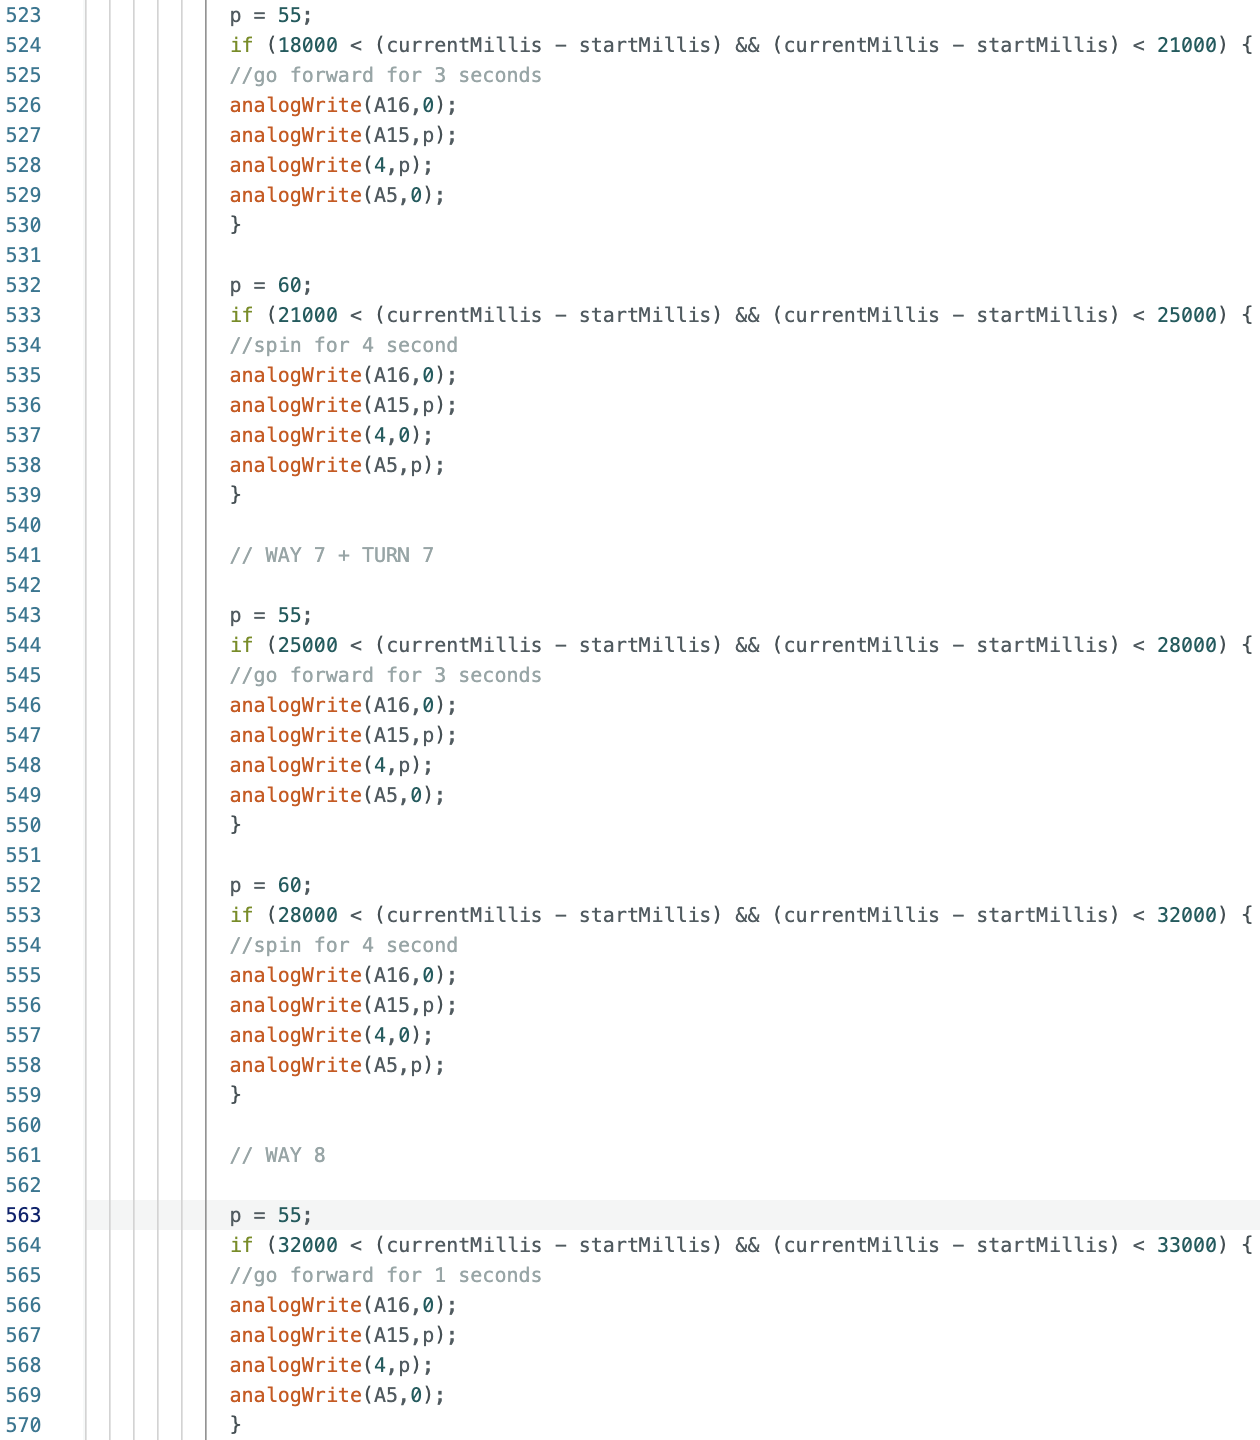 523 p = 55;
524 if (18000 < (currentMillis - startMillis) && (currentMillis - startMillis) < 21000) {
525 //go forward for 3 seconds
526 analogWrite(A16,0);
527 analogWrite(A15,p);
528 analogWrite(4,p);
529 analogWrite(A5,0);
530 }
531
532 p = 60;
533 if (21000 < (currentMillis - startMillis) && (currentMillis - startMillis) < 25000) {
534 //spin for 4 second
535 analogWrite(A16,0);
536 analogWrite(A15,p);
537 analogWrite(4,0);
538 analogWrite(A5,p);
539 }
540
541 // WAY 7 + TURN 7
542
543 p = 55;
544 if (25000 < (currentMillis - startMillis) && (currentMillis - startMillis) < 28000) {
545 //go forward for 3 seconds
546 analogWrite(A16,0);
547 analogWrite(A15,p);
548 analogWrite(4,p);
549 analogWrite(A5,0);
550 }
551
552 p = 60;
553 if (28000 < (currentMillis - startMillis) && (currentMillis - startMillis) < 32000) {
554 //spin for 4 second
555 analogWrite(A16,0);
556 analogWrite(A15,p);
557 analogWrite(4,0);
558 analogWrite(A5,p);
559 }
560
561 // WAY 8
562
563 p = 55;
564 if (32000 < (currentMillis - startMillis) && (currentMillis - startMillis) < 33000) {
565 //go forward for 1 seconds
566 analogWrite(A16,0);
567 analogWrite(A15,p);
568 analogWrite(4,p);
569 analogWrite(A5,0);
570 }